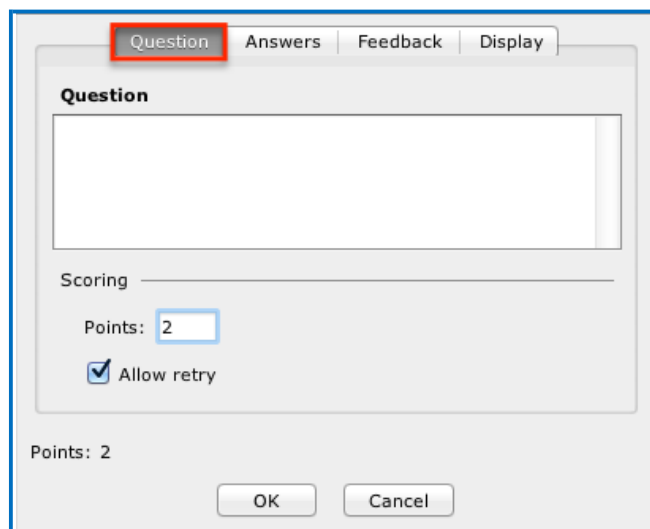 Question Answers Feedback Display
Question
Scoring
Points: 2
Allow retry
Points: 2
OK Cancel